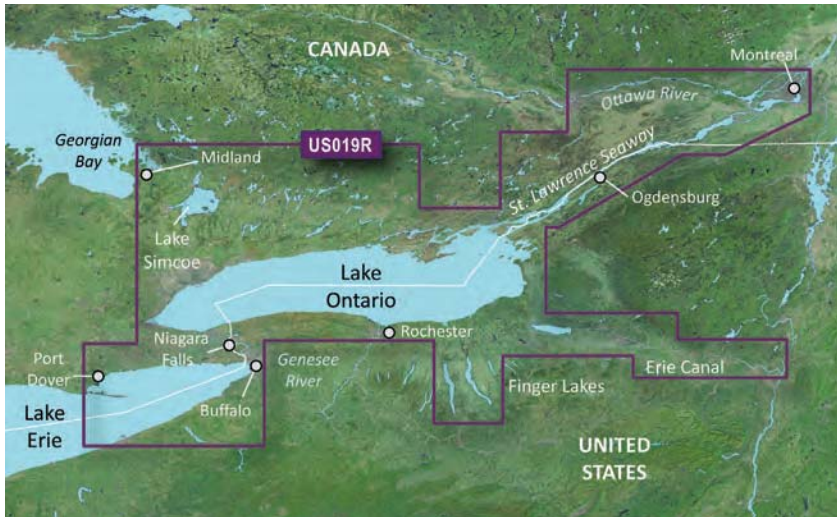 CANADA
Montreal
Ottawa River
Georgian
Bay
US019R
Midland
St. Lawrence Seaway
Ogdensburg
Lake
Simcoe
Lake
Ontario
Niagara
Falls
Rochester
Port
Dover
Genesee
River
Erie Canal
Finger Lakes
Buffalo
Lake
Erie
UNITED
STATES